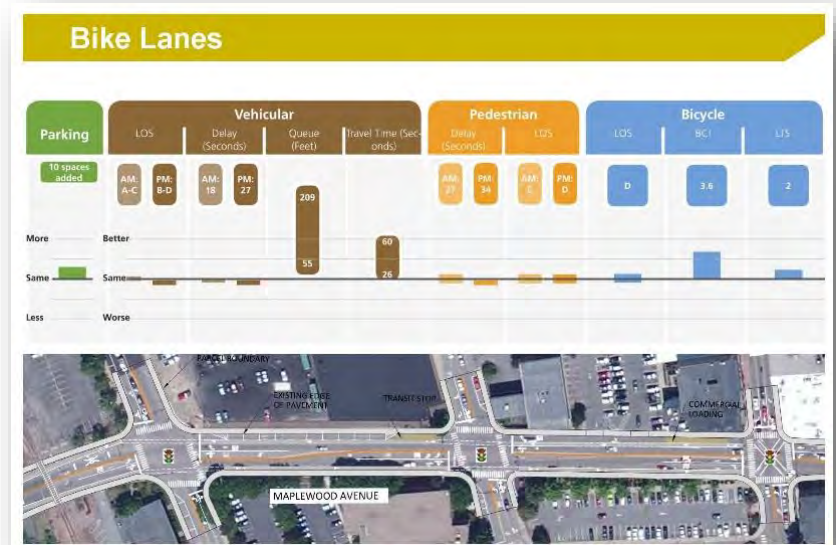 Bike Lanes
Parking
Vehicular
LOS
Delay
(Seconds)
Queue
(Feet)
Travel Time (Sec-
onds)
Pedestrian
Delay
(Seconds)
LOS
Bicycle
LOS
BCI
LTS
10 spaces
added
AM:
A-C
PM:
B-D
AM:
18
PM:
27
209
55
60
26
AM:
27
PM:
34
AM:
C
PM:
D
D
3.6
2
More
Better
Same
Same
Less
Worse
PARCEL BOUNDARY
EXISTING EDGE
OF PAVEMENT
TRANSIT STOP
COMMERCIAL
LOADING
MAPLEWOOD AVENUE